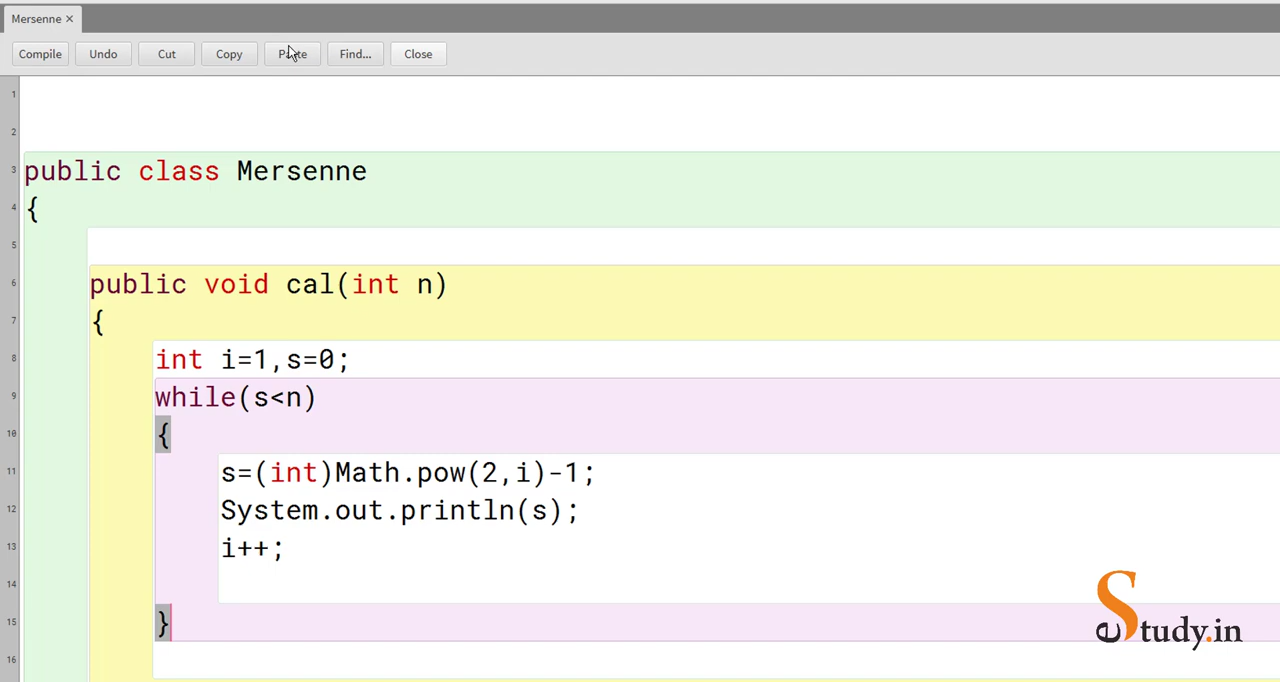 Mersenne ×
Compile Undo Cut Copy Paste Find... Close
1
2
3 public class Mersenne
4 {
5
6 public void cal(int n)
7 {
8 int i=1,s=0;
9 while(s<n)
10 {
11 s=(int)Math.pow(2,i)-1;
12 System.out.println(s);
13 i++;
14
15 }
16
eStudy.in